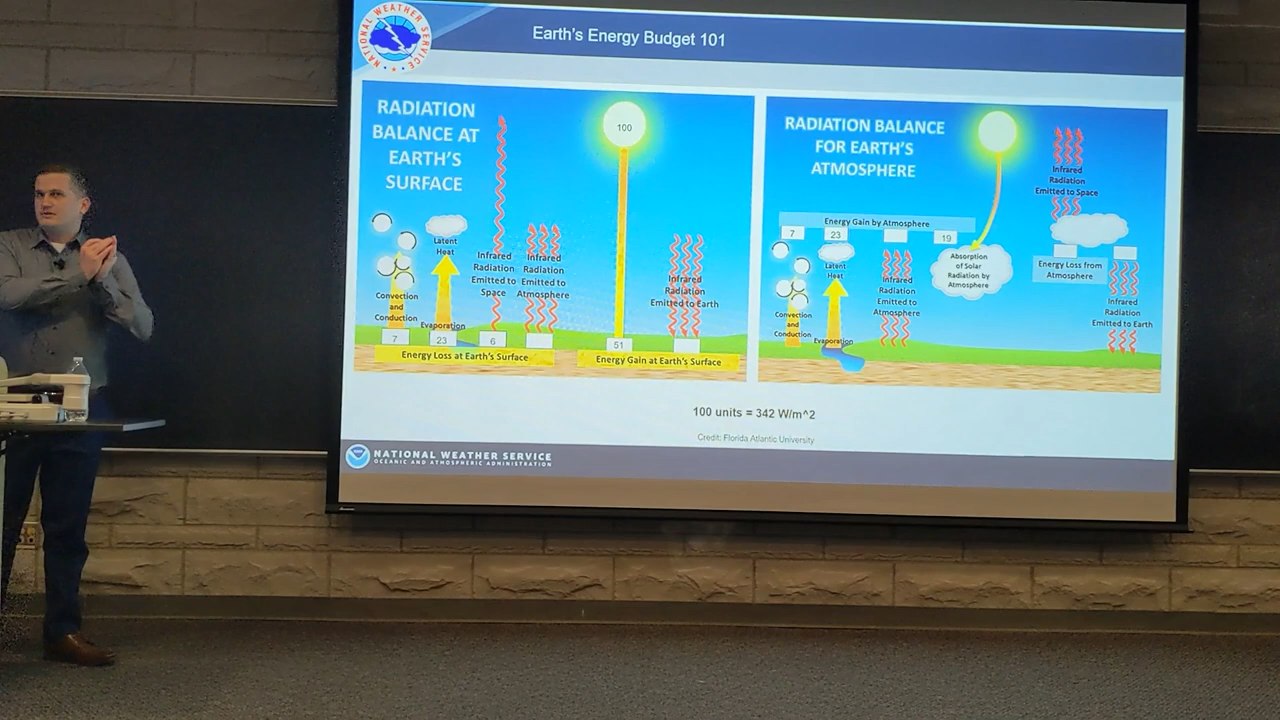 NATIONAL WEATHER SERVICE
Earth's Energy Budget 101
RADIATION
BALANCE AT
EARTH'S
SURFACE
100
Latent
Heat
Convection
and
Conduction
Evaporation
Infrared
Radiation
Emitted to
Space
Infrared
Radiation
Emitted to
Atmosphere
Infrared
Radiation
Emitted to Earth
7
23
6
51
Energy Loss at Earth's Surface
Energy Gain at Earth's Surface
RADIATION BALANCE
FOR EARTH'S
ATMOSPHERE
Energy Gain by Atmosphere
7
23
19
Latent
Heat
Convection
and
Conduction
Evaporation
Infrared
Radiation
Emitted to
Atmosphere
Absorption
of Solar
Radiation by
Atmosphere
Infrared
Radiation
Emitted to Space
Energy Loss from
Atmosphere
Infrared
Radiation
Emitted to Earth
100 units = 342 W/m^2
Credit: Florida Atlantic University
NATIONAL WEATHER SERVICE
OCEANIC AND ATMOSPHERIC ADMINISTRATION